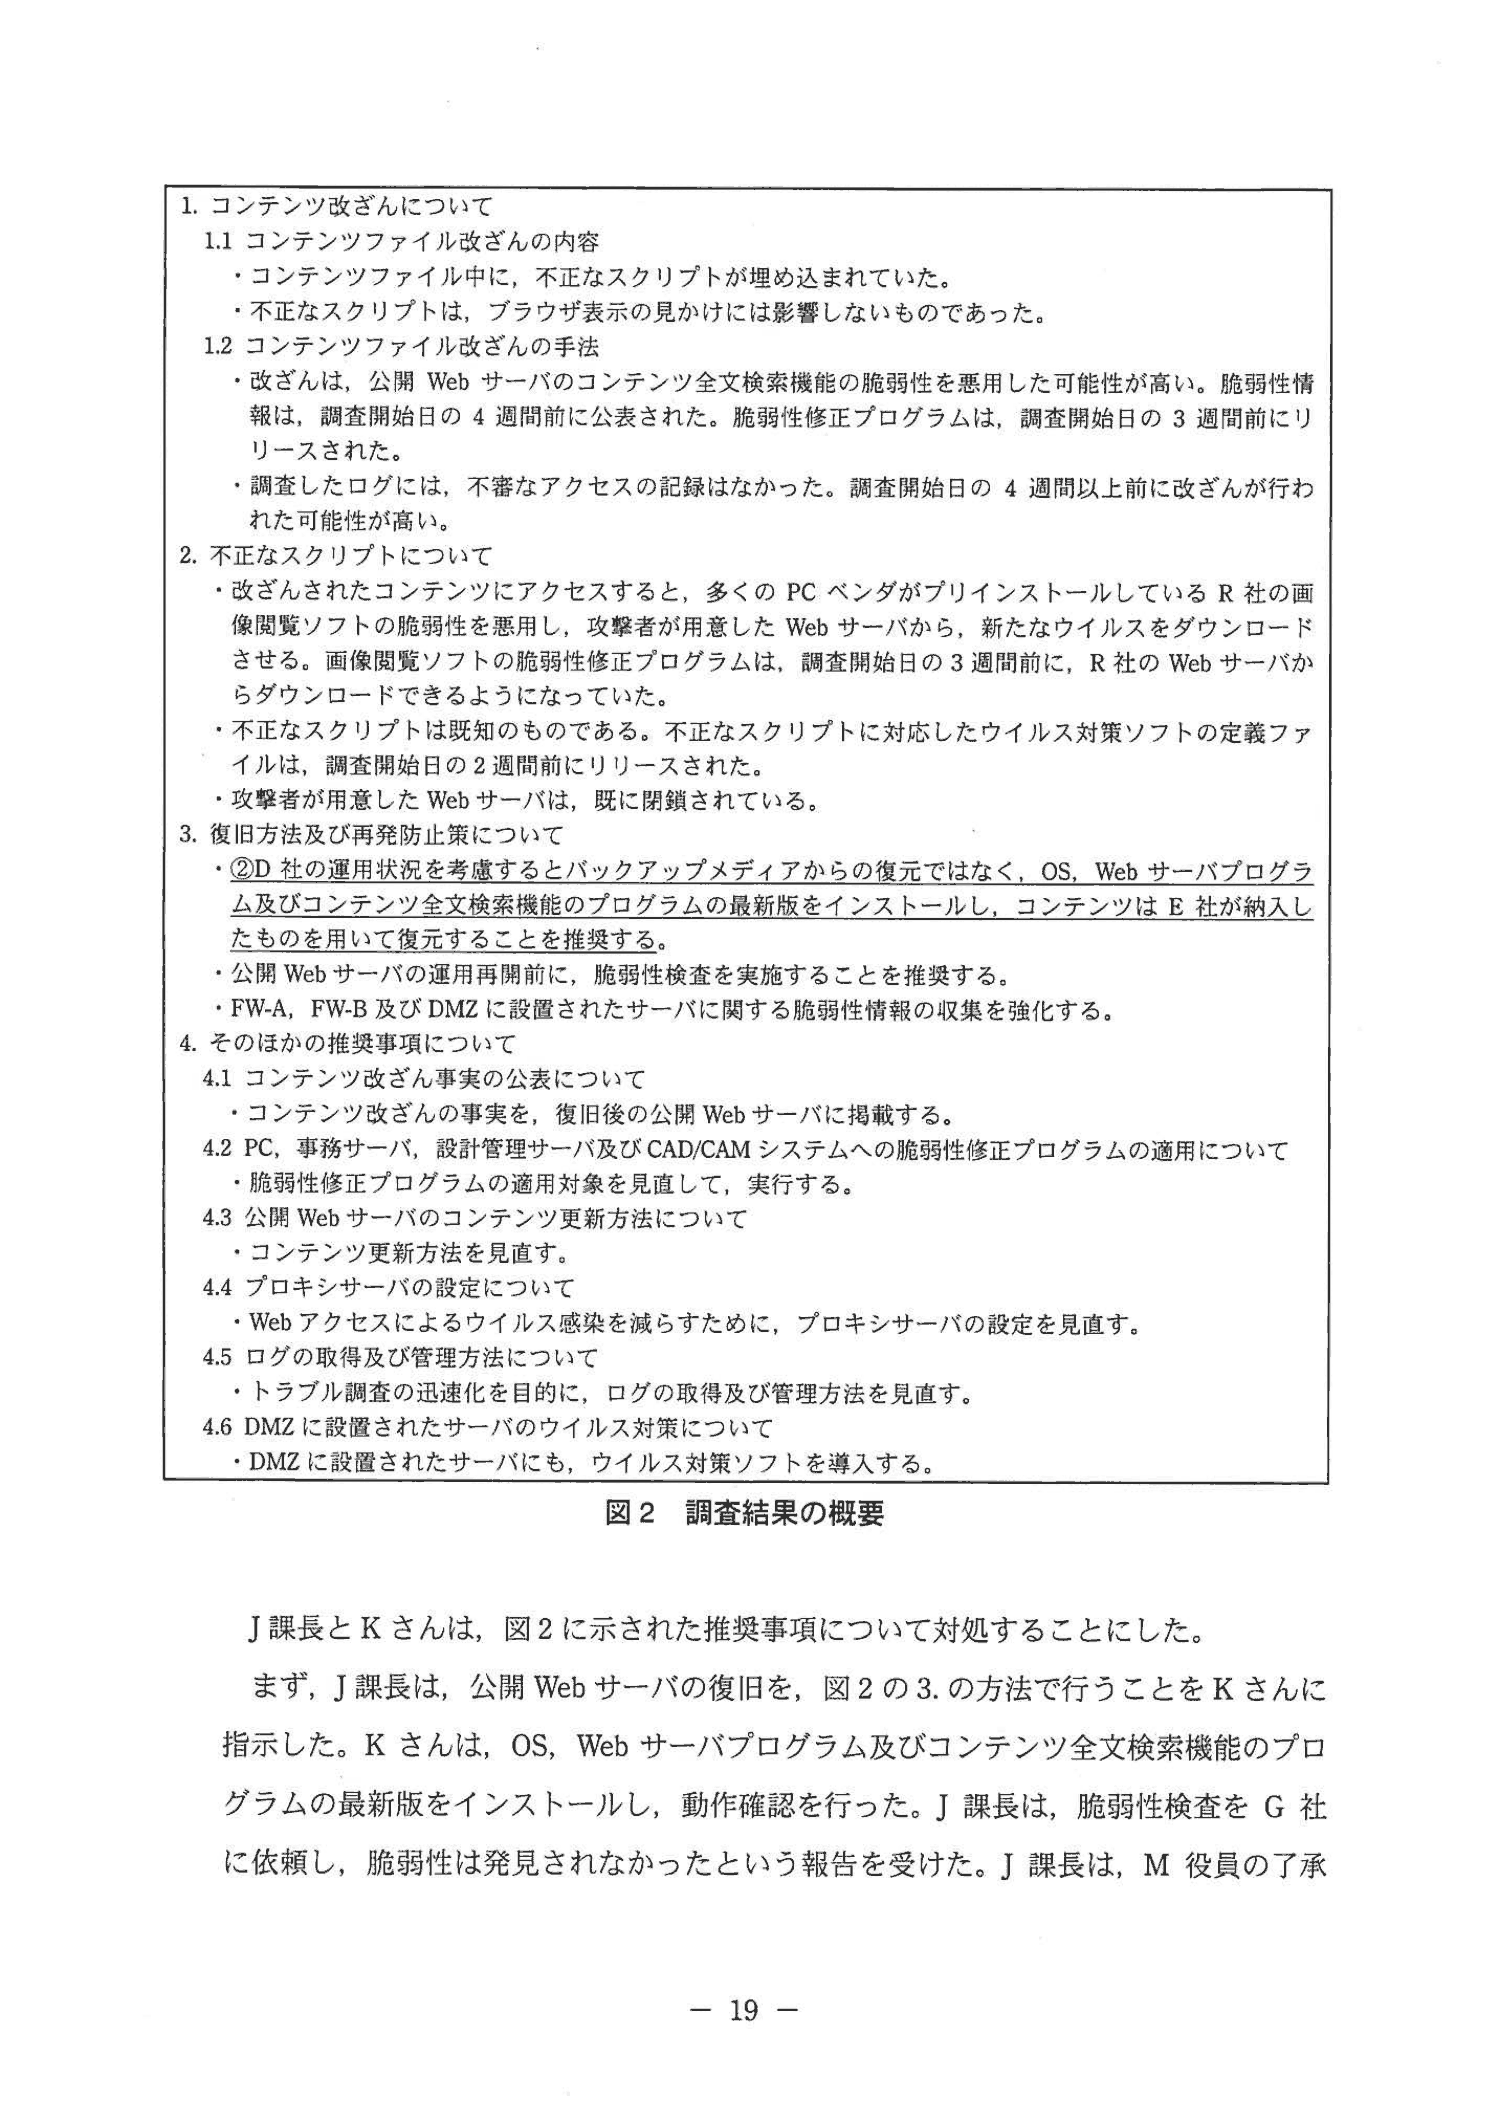 1. コンテンツ改ざんについて
1.1 コンテンツファイル改ざんの内容
・コンテンツファイル中に，不正なスクリプトが埋め込まれていた。
・不正なスクリプトは，ブラウザ表示の見かけには影響しないものであった。
1.2 コンテンツファイル改ざんの手法
・改ざんは，公開 Web サーバのコンテンツ全文検索機能の脆弱性を悪用した可能性が高い。脆弱性情
報は，調査開始日の 4 週間前に公表された。脆弱性修正プログラムは，調査開始日の 3 週間前にリ
リースされた。
・調査したログには，不審なアクセスの記録はなかった。調査開始日の 4 週間以上前に改ざんが行わ
れた可能性が高い。
2. 不正なスクリプトについて
・改ざんされたコンテンツにアクセスすると，多くの PC ベンダがプリインストールしている R 社の画
像閲覧ソフトの脆弱性を悪用し，攻撃者が用意した Web サーバから，新たなウイルスをダウンロード
させる。画像閲覧ソフトの脆弱性修正プログラムは，調査開始日の 3 週間前に，R 社の Web サーバか
らダウンロードできるようになっていた。
・不正なスクリプトは既知のものである。不正なスクリプトに対応したウイルス対策ソフトの定義ファ
イルは，調査開始日の 2 週間前にリリースされた。
・攻撃者が用意した Web サーバは，既に閉鎖されている。
3. 復旧方法及び再発防止策について
・②D 社の運用状況を考慮するとバックアップメディアからの復元ではなく，OS，Web サーバプログラ
ム及びコンテンツ全文検索機能のプログラムの最新版をインストールし，コンテンツは E 社が納入し
たものを用いて復元することを推奨する。
・公開 Web サーバの運用再開前に，脆弱性検査を実施することを推奨する。
・FW-A，FW-B 及び DMZ に設置されたサーバに関する脆弱性情報の収集を強化する。
4. そのほかの推奨事項について
4.1 コンテンツ改ざん事実の公表について
・コンテンツ改ざんの事実を，復旧後の公開 Web サーバに掲載する。
4.2 PC，事務サーバ，設計管理サーバ及び CAD/CAM システムへの脆弱性修正プログラムの適用について
・脆弱性修正プログラムの適用対象を見直して，実行する。
4.3 公開 Web サーバのコンテンツ更新方法について
・コンテンツ更新方法を見直す。
4.4 プロキシサーバの設定について
・Web アクセスによるウイルス感染を減らすために，プロキシサーバの設定を見直す。
4.5 ログの取得及び管理方法について
・トラブル調査の迅速化を目的に，ログの取得及び管理方法を見直す。
4.6 DMZ に設置されたサーバのウイルス対策について
・DMZ に設置されたサーバにも，ウイルス対策ソフトを導入する。
図２ 調査結果の概要
J 課長と K さんは，図 2 に示された推奨事項について対処することにした。
まず，J 課長は，公開 Web サーバの復旧を，図 2 の 3. の方法で行うことを K さんに
指示した。K さんは，OS，Web サーバプログラム及びコンテンツ全文検索機能のプロ
グラムの最新版をインストールし，動作確認を行った。J 課長は，脆弱性検査を G 社
に依頼し，脆弱性は発見されなかったという報告を受けた。J 課長は，M 役員の了承
－ 19 －